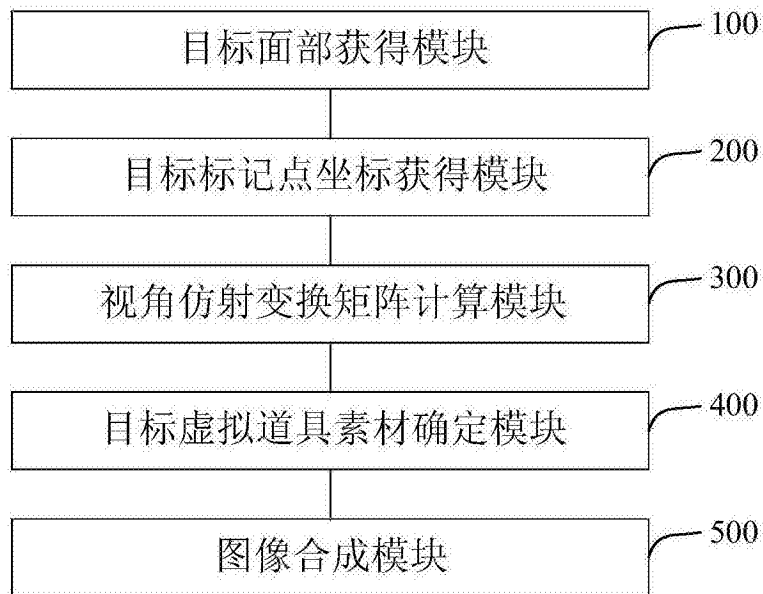 目标面部获得模块 100
目标标记点坐标获得模块 200
视角仿射变换矩阵计算模块 300
目标虚拟道具素材确定模块 400
图像合成模块 500